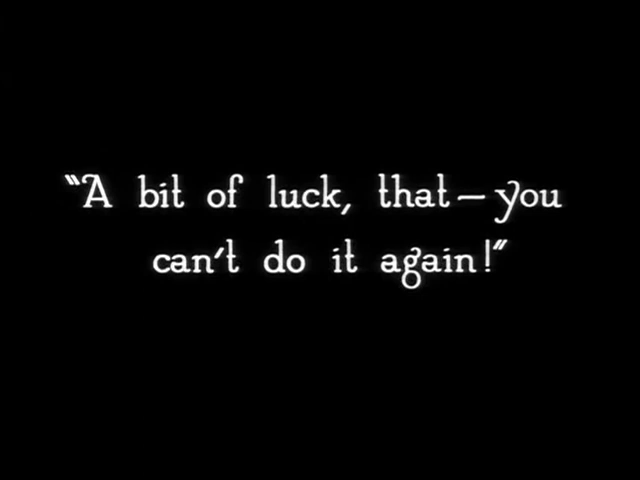 "A bit of luck, that—you
can't do it again!"